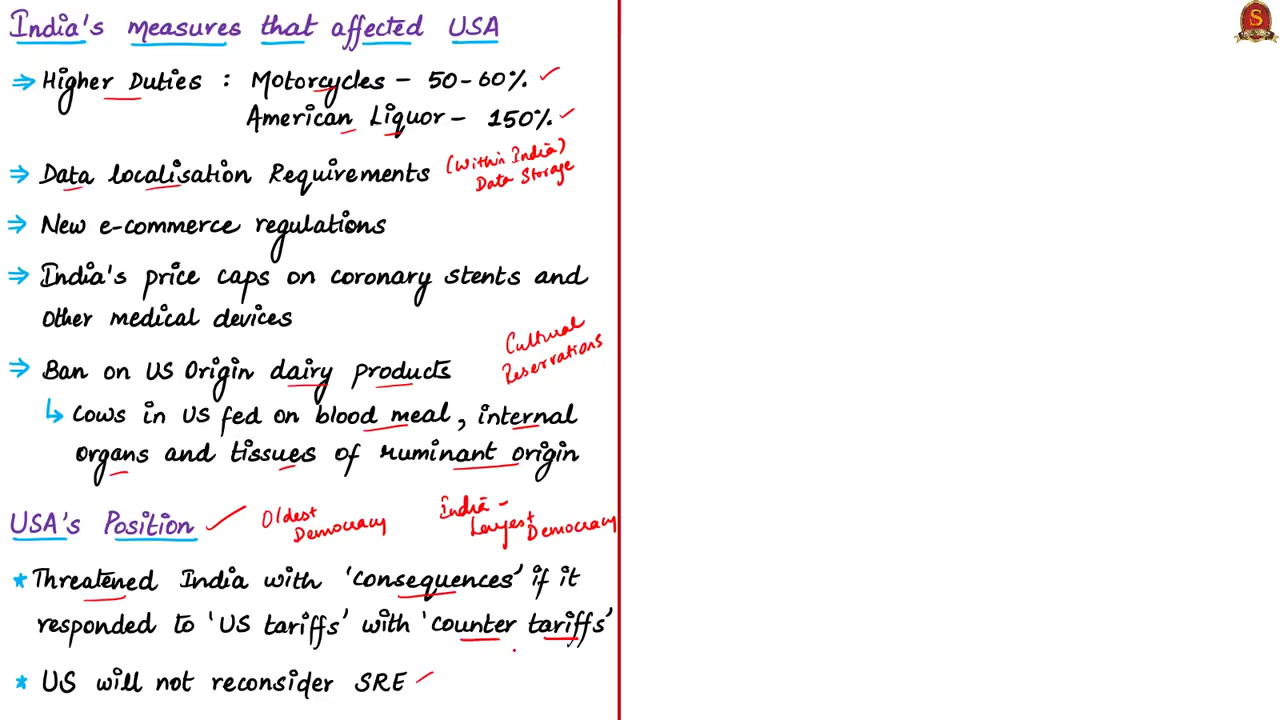 India's measures that affected USA
⇒ Higher Duties : Motorcycles - 50-60%
American Liquor - 150%
⇒ Data localisation Requirements (Within India) Data Storage
⇒ New e-commerce regulations
⇒ India's price caps on coronary stents and
other medical devices
Cultural
Reservations
⇒ Ban on US Origin dairy products
↳ Cows in US fed on blood meal, internal
organs and tissues of ruminant origin
USA's Position Oldest Democracy India - Largest Democracy
* Threatened India with 'consequences' if it
responded to 'US tariffs' with 'counter tariffs'
* US will not reconsider SRE
S